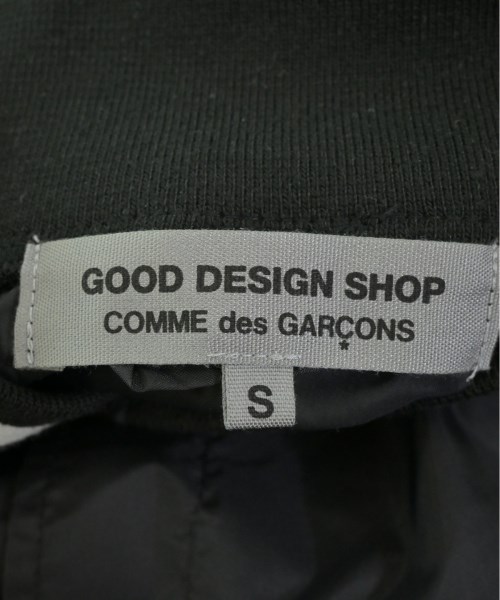 GOOD DESIGN SHOP
COMME des GARÇONS
*
S